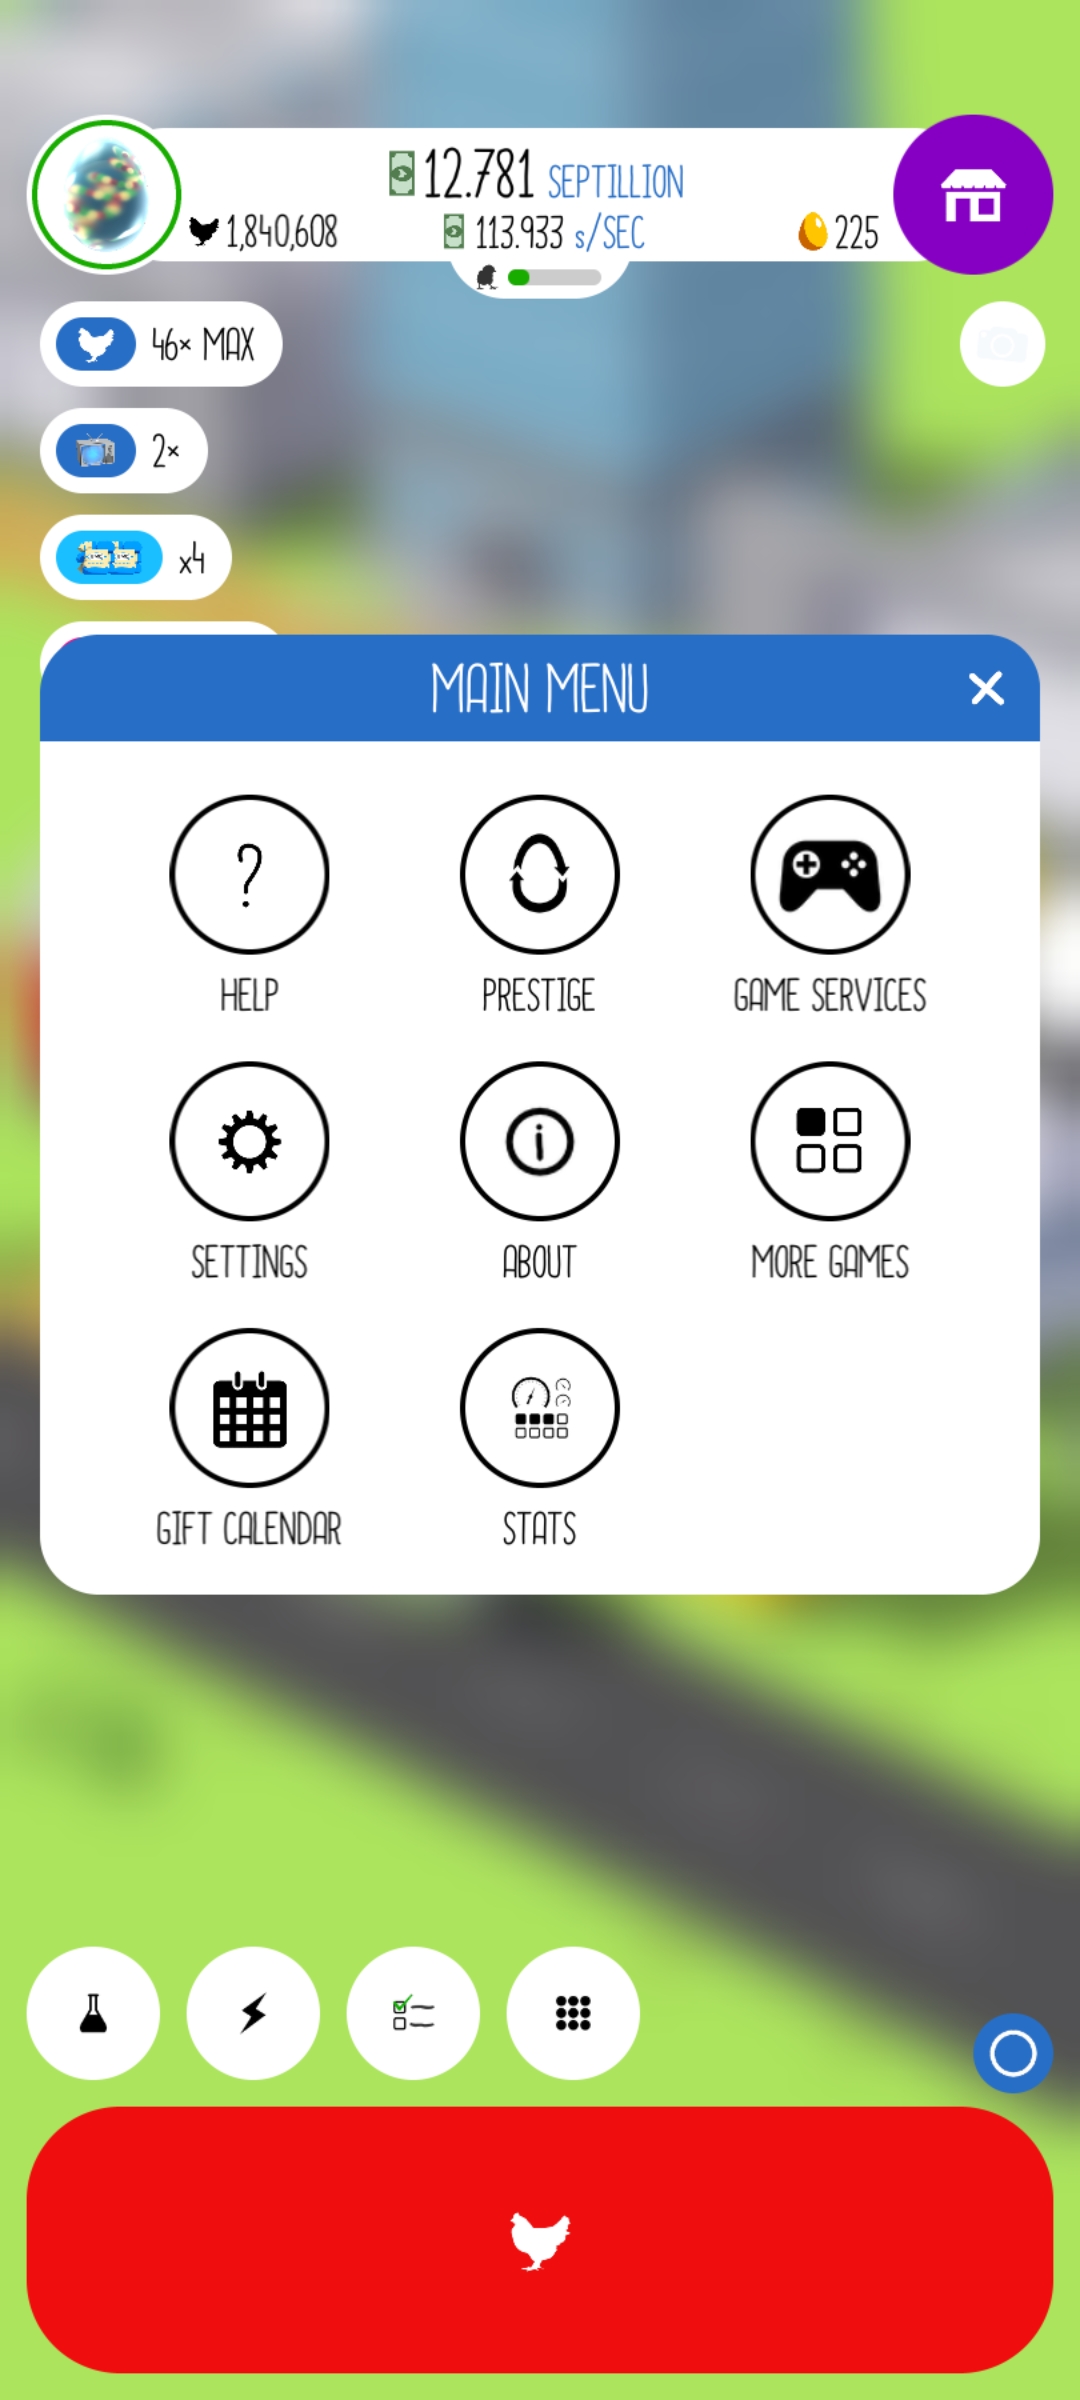 12.781 SEPTILLION
1,840,608
113.933 s/SEC
225
46× MAX
2×
x4
MAIN MENU
?
HELP
PRESTIGE
GAME SERVICES
SETTINGS
i
ABOUT
MORE GAMES
GIFT CALENDAR
STATS